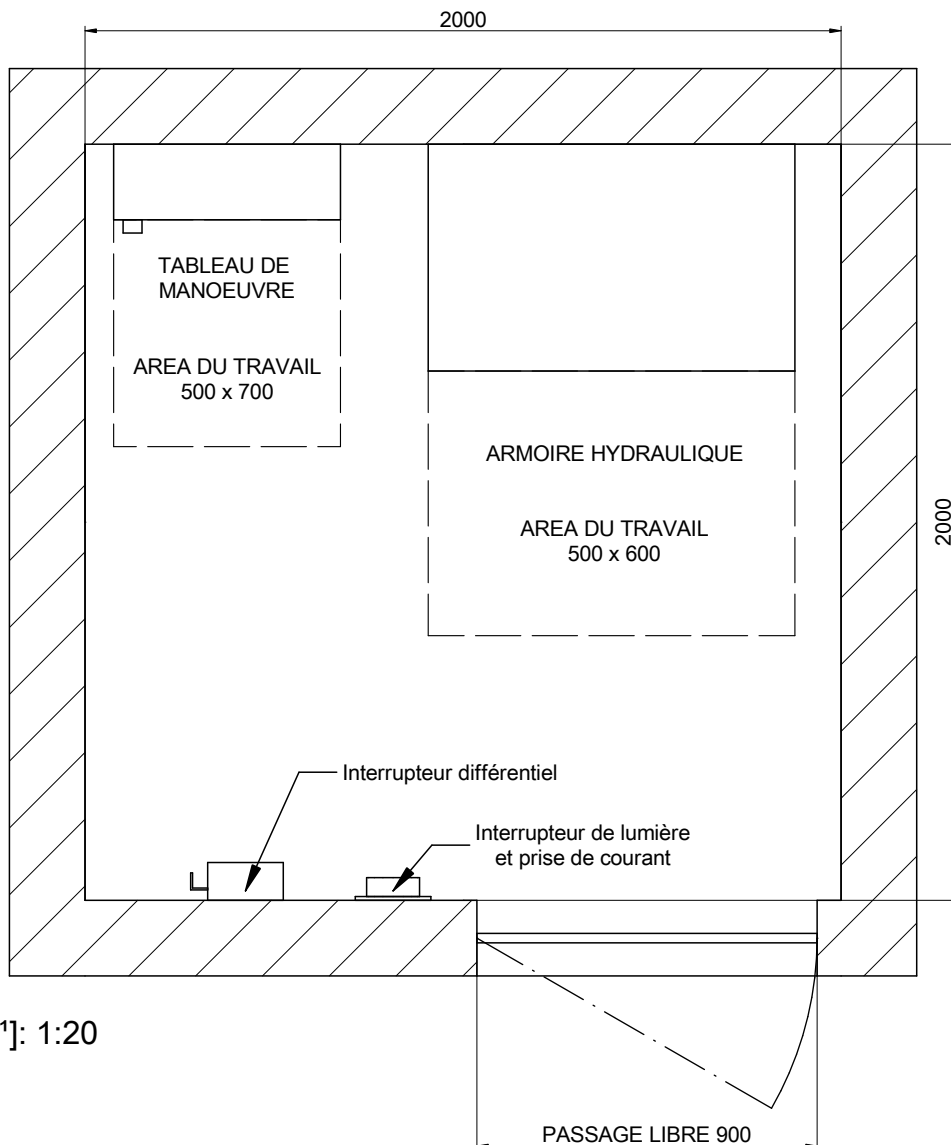 2000
TABLEAU DE
MANOEUVRE
AREA DU TRAVAIL
500 x 700
ARMOIRE HYDRAULIQUE
AREA DU TRAVAIL
500 x 600
2000
Interrupteur différentiel
Interrupteur de lumière
et prise de courant
¹]: 1:20
PASSAGE LIBRE 900